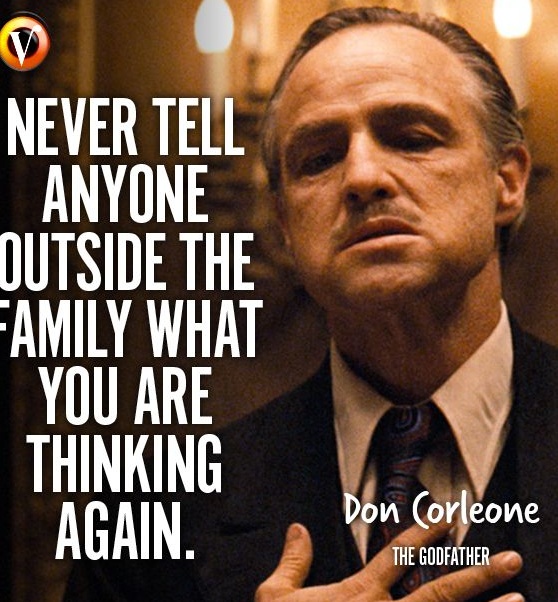 V
NEVER TELL
ANYONE
OUTSIDE THE
FAMILY WHAT
YOU ARE
THINKING
AGAIN.
Don Corleone
THE GODFATHER